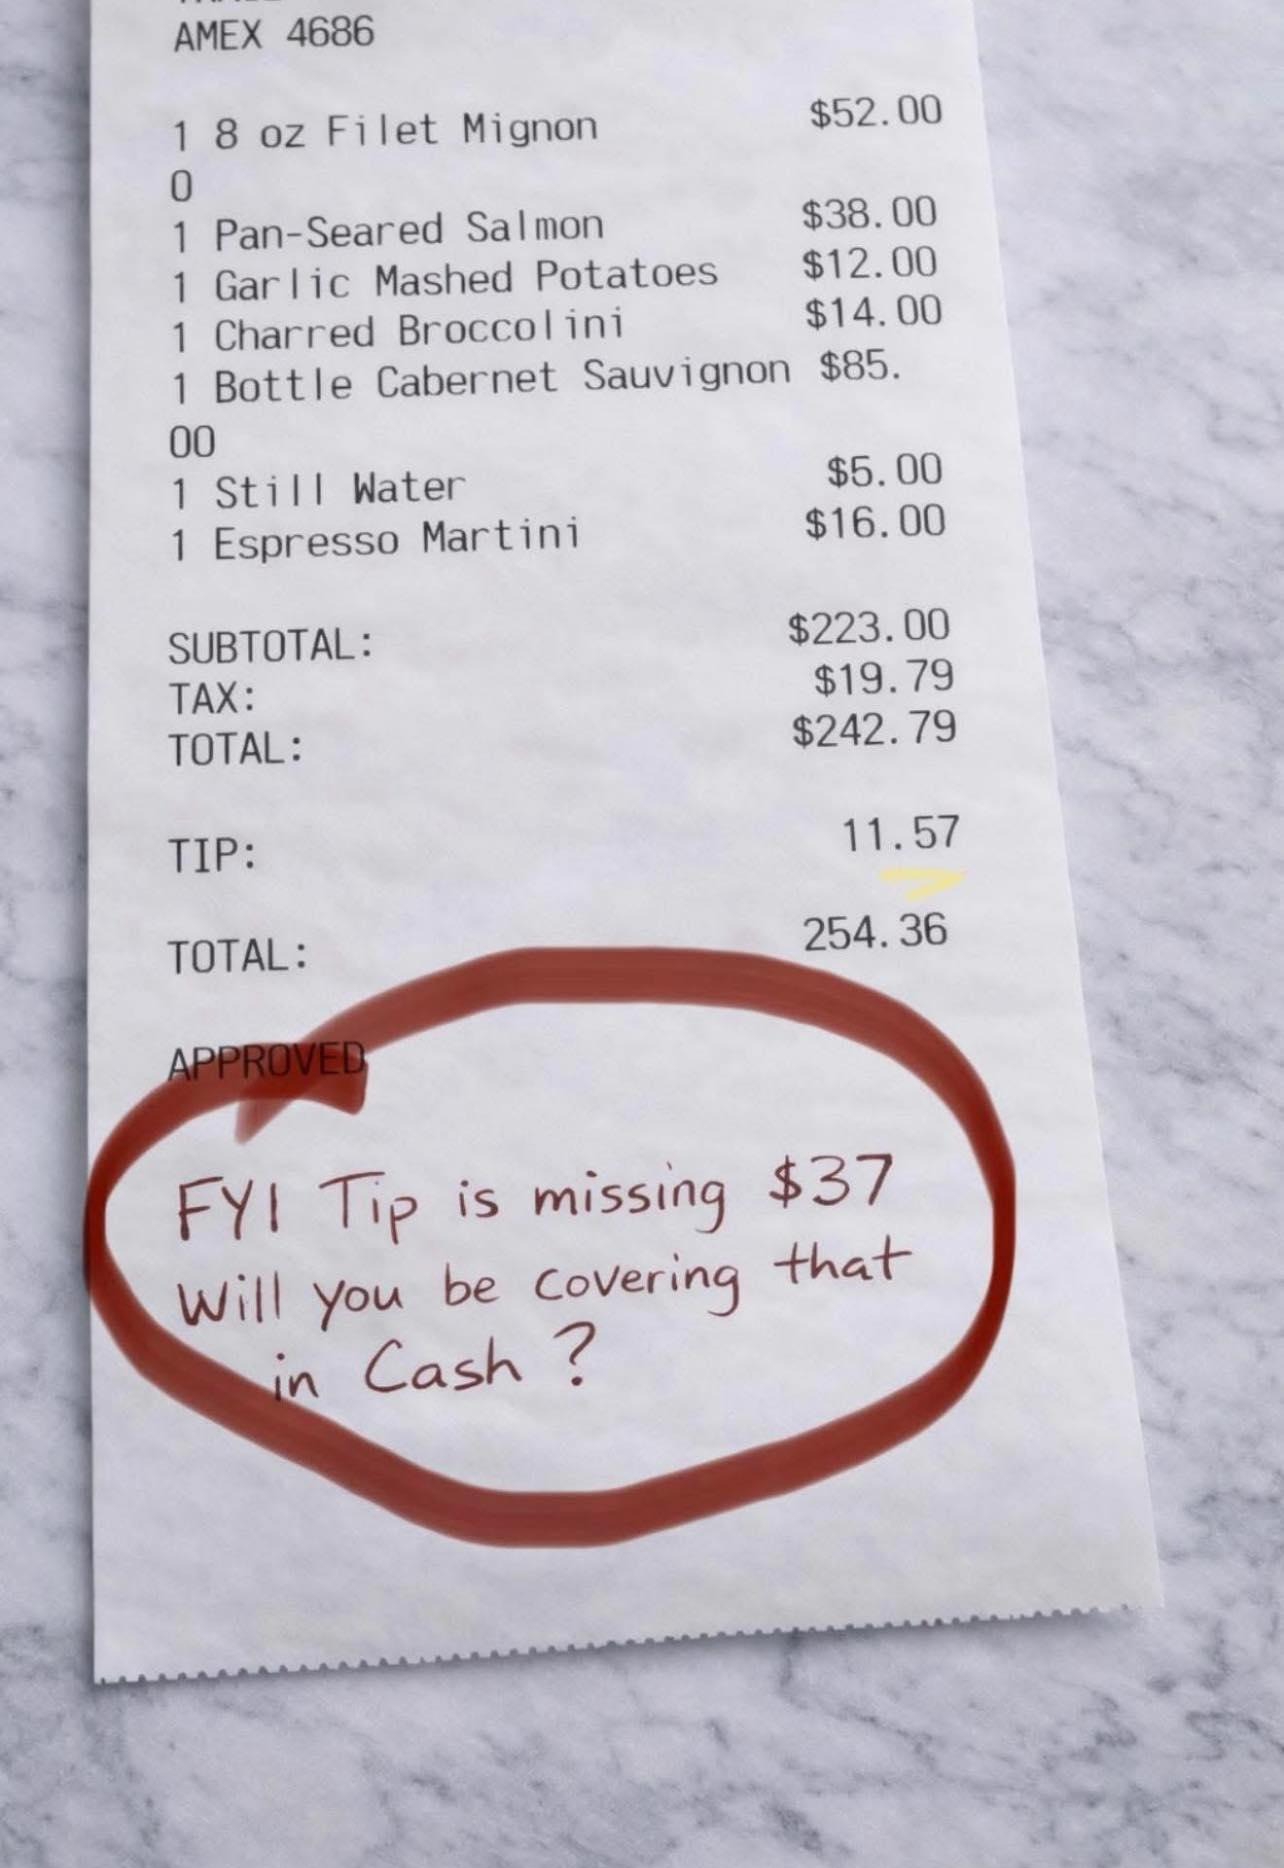 AMEX 4686
1 8 oz Filet Mignon $52.00
0
1 Pan-Seared Salmon $38.00
1 Garlic Mashed Potatoes $12.00
1 Charred Broccolini $14.00
1 Bottle Cabernet Sauvignon $85.
00
1 Still Water $5.00
1 Espresso Martini $16.00
SUBTOTAL: $223.00
TAX: $19.79
TOTAL: $242.79
TIP: 11.57
TOTAL: 254.36
APPROVED
FYI Tip is missing $37
Will you be covering that
in Cash ?